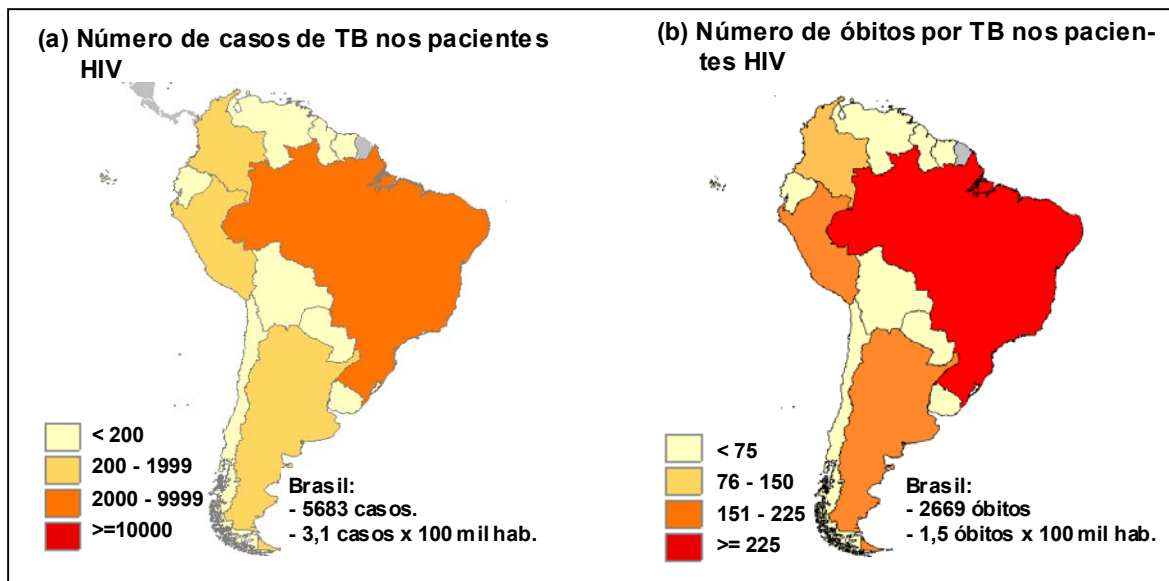 (a) Número de casos de TB nos pacientes
HIV
< 200
200 - 1999
2000 - 9999
>=10000
Brasil:
- 5683 casos.
- 3,1 casos x 100 mil hab.
(b) Número de óbitos por TB nos pacien-
tes HIV
< 75
76 - 150
151 - 225
>= 225
Brasil:
- 2669 óbitos
- 1,5 óbitos x 100 mil hab.